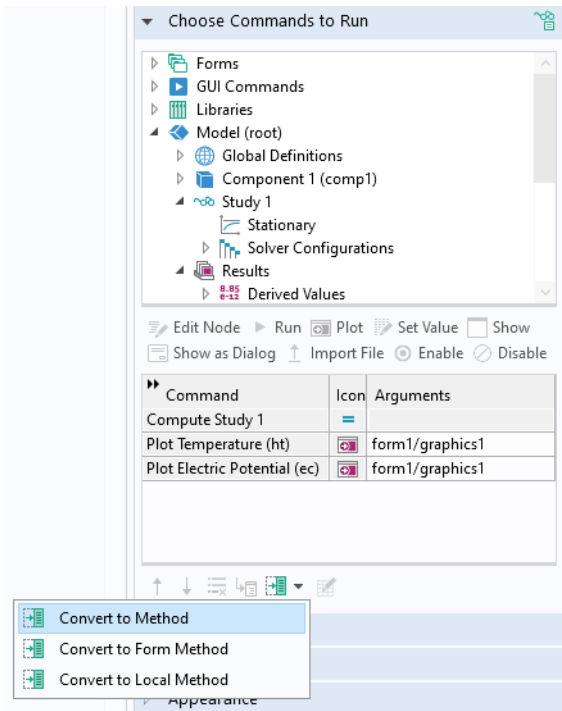 Choose Commands to Run
Forms
GUI Commands
Libraries
Model (root)
Global Definitions
Component 1 (comp1)
Study 1
Stationary
Solver Configurations
Results
8.85
e-12 Derived Values
Edit Node Run Plot Set Value Show
Show as Dialog Import File Enable Disable
Command Icon Arguments
Compute Study 1 =
Plot Temperature (ht) form1/graphics1
Plot Electric Potential (ec) form1/graphics1
Convert to Method
Convert to Form Method
Convert to Local Method
Appearance